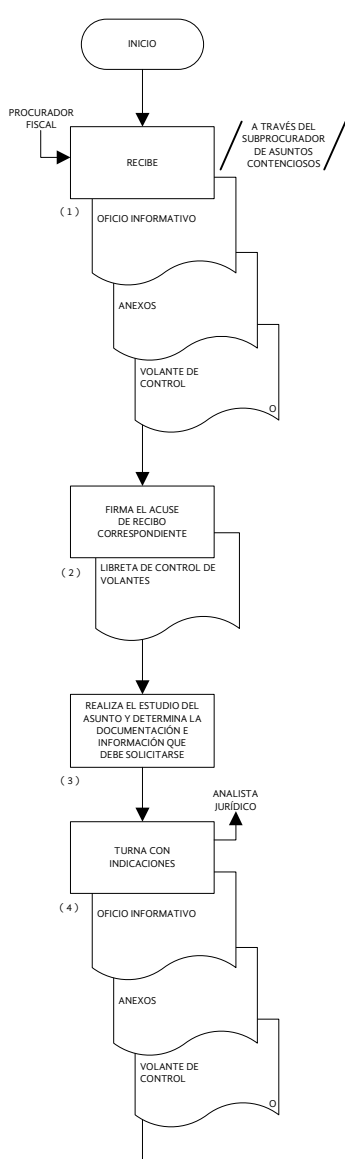 INICIO
PROCURADOR
FISCAL
A TRAVÉS DEL
SUBPROCURADOR
DE ASUNTOS
CONTENCIOSOS
RECIBE
( 1 )
OFICIO INFORMATIVO
ANEXOS
VOLANTE DE
CONTROL
O
FIRMA EL ACUSE
DE RECIBO
CORRESPONDIENTE
( 2 )
LIBRETA DE CONTROL DE
VOLANTES
REALIZA EL ESTUDIO DEL
ASUNTO Y DETERMINA LA
DOCUMENTACIÓN E
INFORMACIÓN QUE
DEBE SOLICITARSE
( 3 )
ANALISTA
JURÍDICO
TURNA CON
INDICACIONES
( 4 )
OFICIO INFORMATIVO
ANEXOS
VOLANTE DE
CONTROL
O